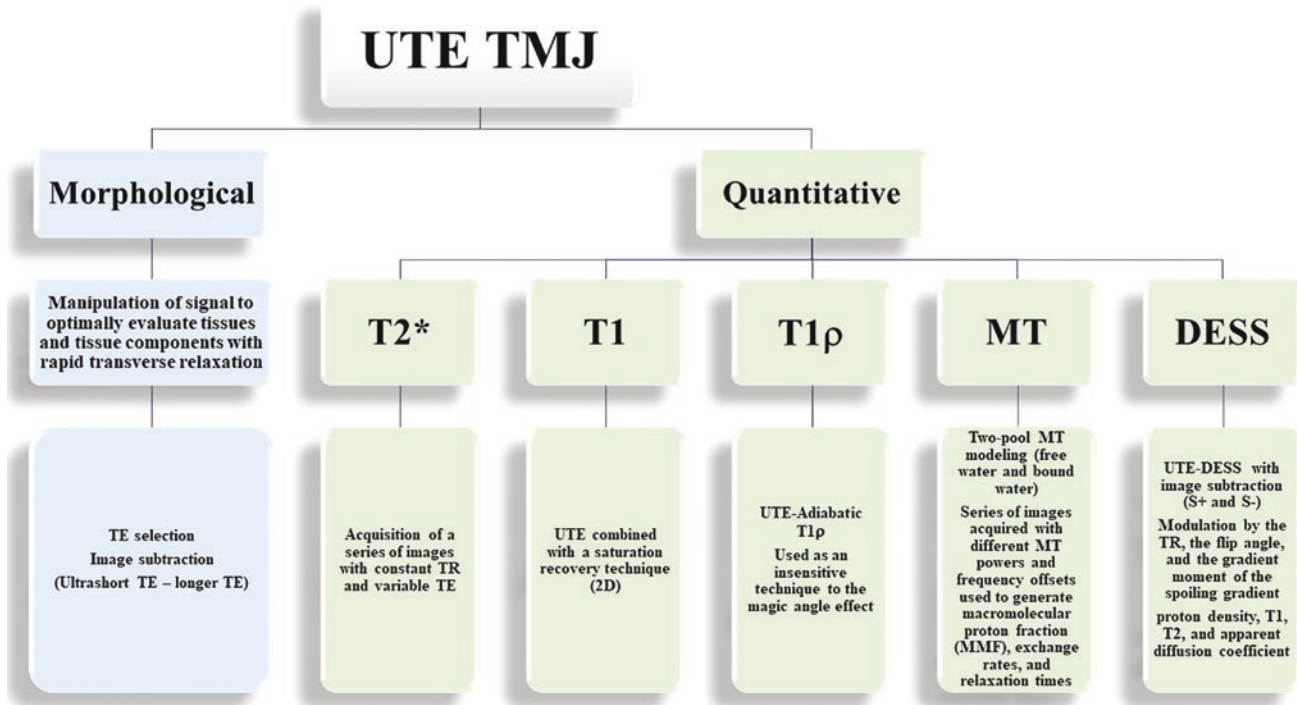 UTE TMJ
Morphological
Quantitative
Manipulation of signal to
optimally evaluate tissues
and tissue components with
rapid transverse relaxation
T2*
T1
T1ρ
MT
DESS
TE selection
Image subtraction
(Ultrashort TE – longer TE)
Acquisition of a
series of images
with constant TR
and variable TE
UTE combined
with a saturation
recovery technique
(2D)
UTE-Adiabatic
T1ρ
Used as an
insensitive
technique to the
magic angle effect
Two-pool MT
modeling (free
water and bound
water)
Series of images
acquired with
different MT
powers and
frequency offsets
used to generate
macromolecular
proton fraction
(MMF), exchange
rates, and
relaxation times
UTE-DESS with
image subtraction
(S+ and S-)
Modulation by the
TR, the flip angle,
and the gradient
moment of the
spoiling gradient
proton density, T1,
T2, and apparent
diffusion coefficient